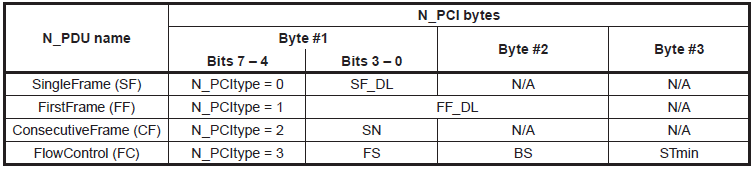 N_PDU name
N_PCI bytes
Byte #1
Byte #2
Byte #3
Bits 7 – 4
Bits 3 – 0
SingleFrame (SF)
N_PCItype = 0
SF_DL
N/A
N/A
FirstFrame (FF)
N_PCItype = 1
FF_DL
N/A
ConsecutiveFrame (CF)
N_PCItype = 2
SN
N/A
N/A
FlowControl (FC)
N_PCItype = 3
FS
BS
STmin